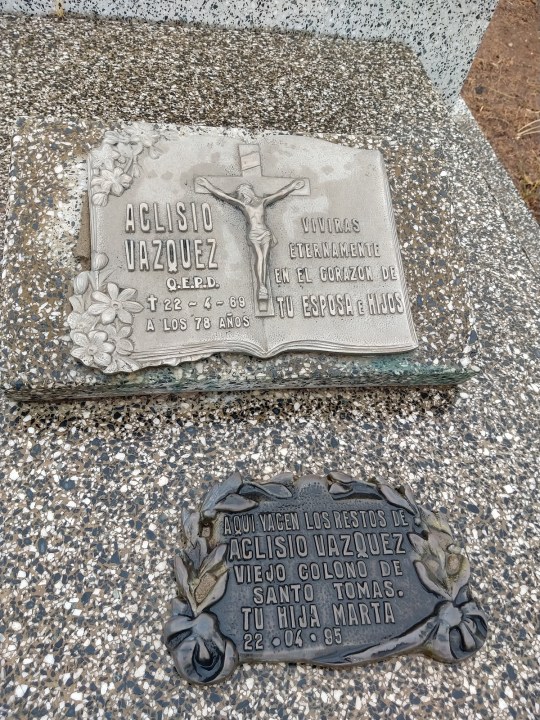 ACLISIO
VAZQUEZ
Q.E.P.D.
✝ 22 - 4 - 89
A LOS 78 AÑOS
VIVIRAS
ETERNAMENTE
EN EL CORAZON DE
TU ESPOSA E HIJOS
AQUI YACEN LOS RESTOS DE
ACLISIO VAZQUEZ
VIEJO COLONO DE
SANTO TOMAS.
TU HIJA MARTA
22 • 04 • 95